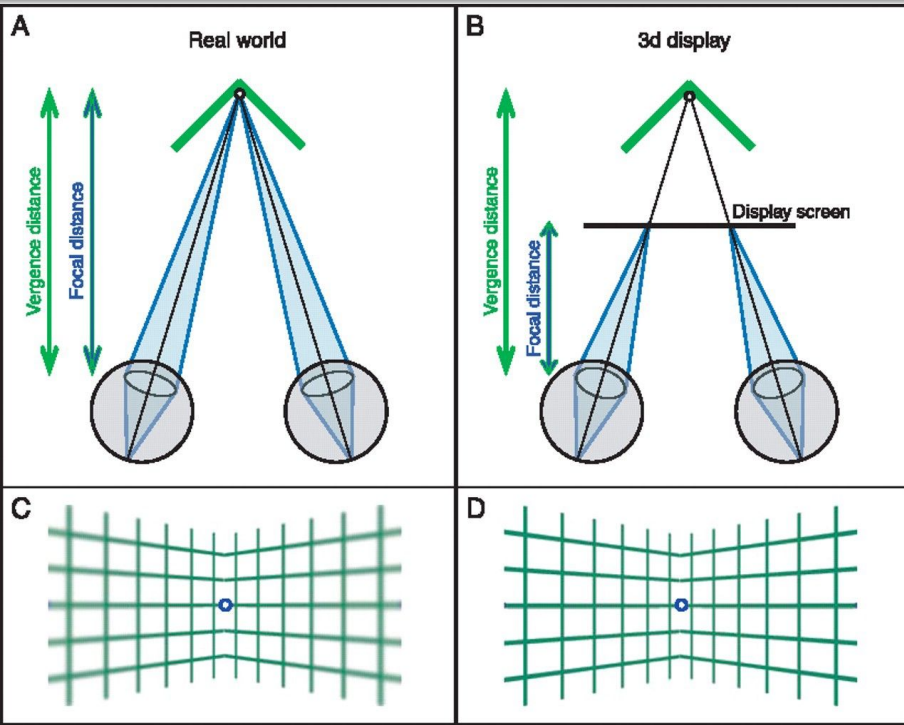 A
Real world
Vergence distance
Focal distance
B
3d display
Vergence distance
Focal distance
Display screen
C
D